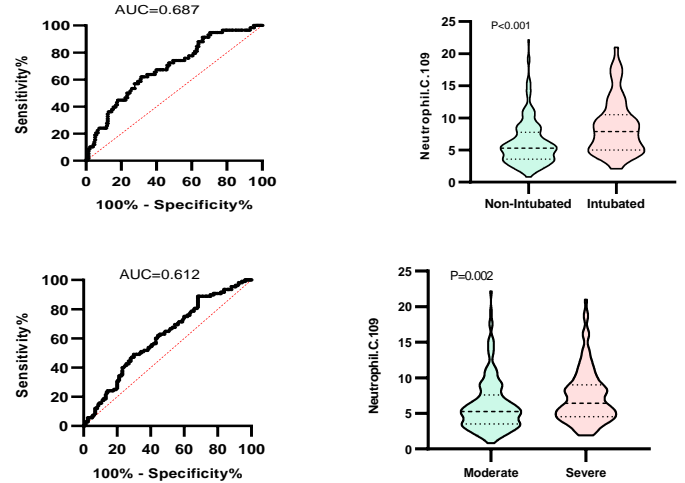 AUC=0.687
100
80
60
40
20
0
Sensitivity%
0 20 40 60 80 100
100% - Specificity%
P<0.001
25
20
15
10
5
0
Neutrophil.C.109
Non-Intubated Intubated
AUC=0.612
100
80
60
40
20
0
Sensitivity%
0 20 40 60 80 100
100% - Specificity%
P=0.002
25
20
15
10
5
0
Neutrophil.C.109
Moderate Severe